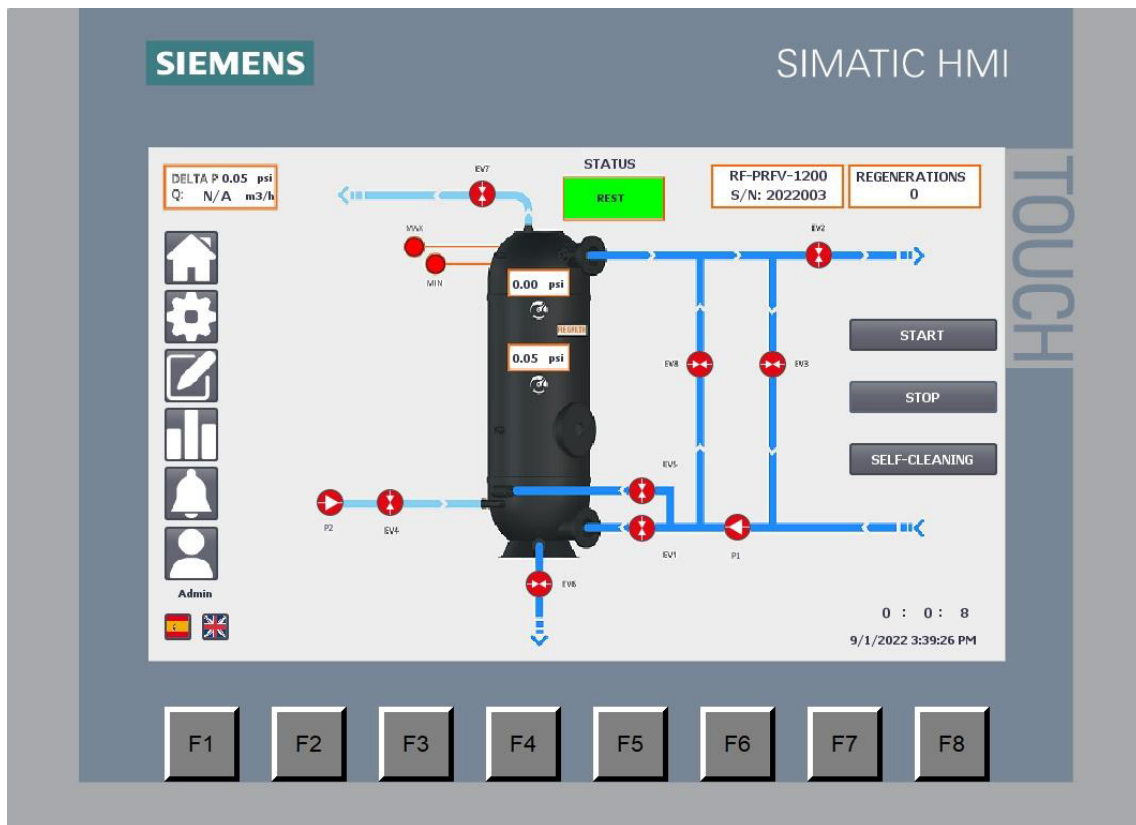 SIEMENS
SIMATIC HMI
TOUCH
DELTA P 0.05 psi
Q: N/A m3/h
EV7
STATUS
REST
RF-PRFV-1200
S/N: 2022003
REGENERATIONS
0
MAX
MIN
EV2
0.00 psi
0.05 psi
EV8
EV3
START
STOP
SELF-CLEANING
EV5
P2
EV4
EV1
P1
EV6
Admin
0 : 0 : 8
9/1/2022 3:39:26 PM
F1
F2
F3
F4
F5
F6
F7
F8